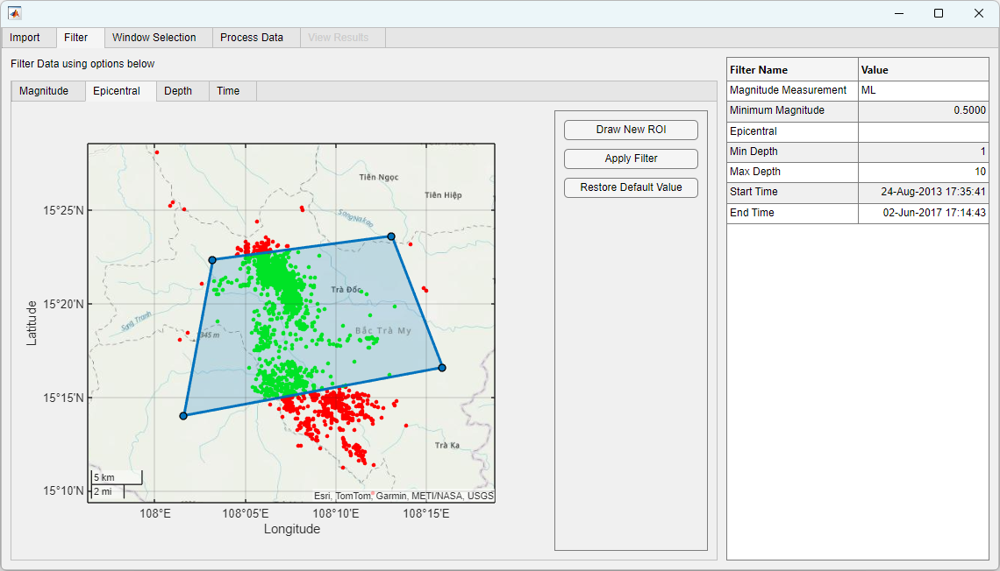 Import Filter Window Selection Process Data View Results
Filter Data using options below
Magnitude Epicentral Depth Time
Draw New ROI
Apply Filter
Restore Default Value
Latitude
15°25'N
15°20'N
15°15'N
15°10'N
Tiên Ngọc
Tiên Hiệp
Trà Đốc
Song Tranh
1345 m
Bắc Trà My
Trà Ka
5 km
2 mi
Esri, TomTom, Garmin, METI/NASA, USGS
108°E 108°05'E 108°10'E 108°15'E
Longitude
Filter Name Value
Magnitude Measurement ML
Minimum Magnitude 0.5000
Epicentral
Min Depth 1
Max Depth 10
Start Time 24-Aug-2013 17:35:41
End Time 02-Jun-2017 17:14:43